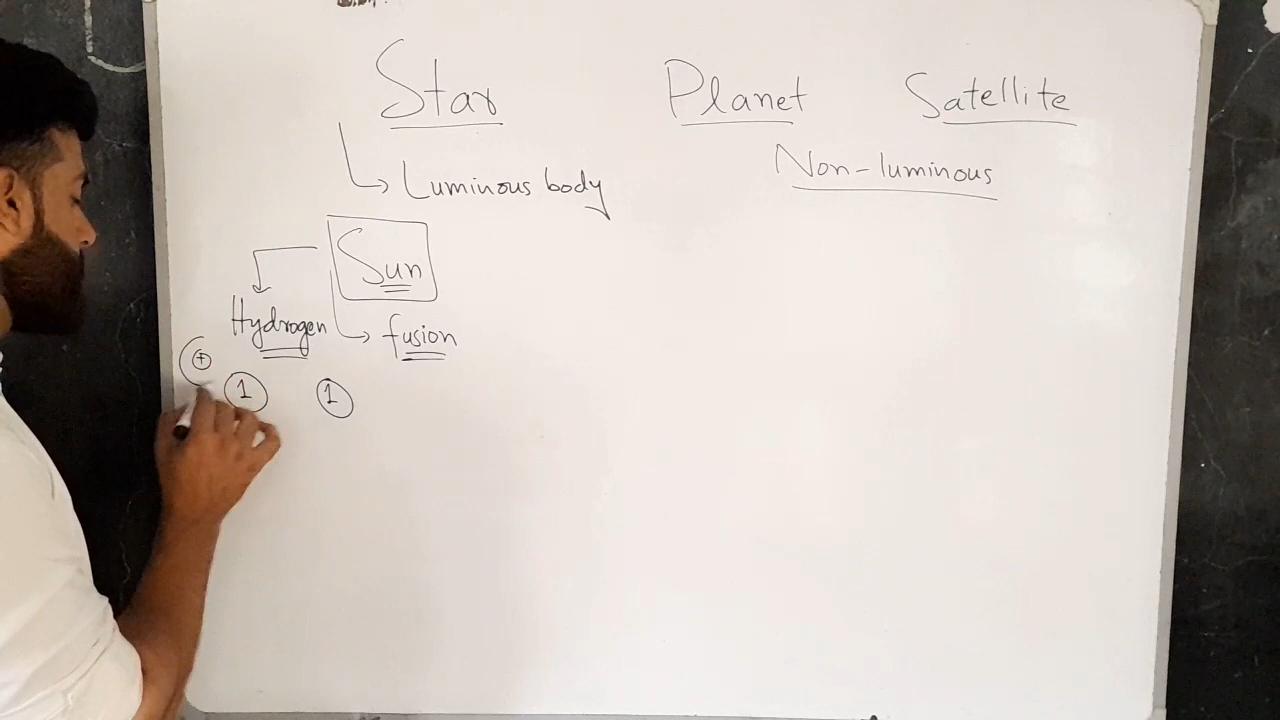 Star Planet Satellite
Luminous body Non-luminous
Sun
Hydrogen fusion
+
1 1